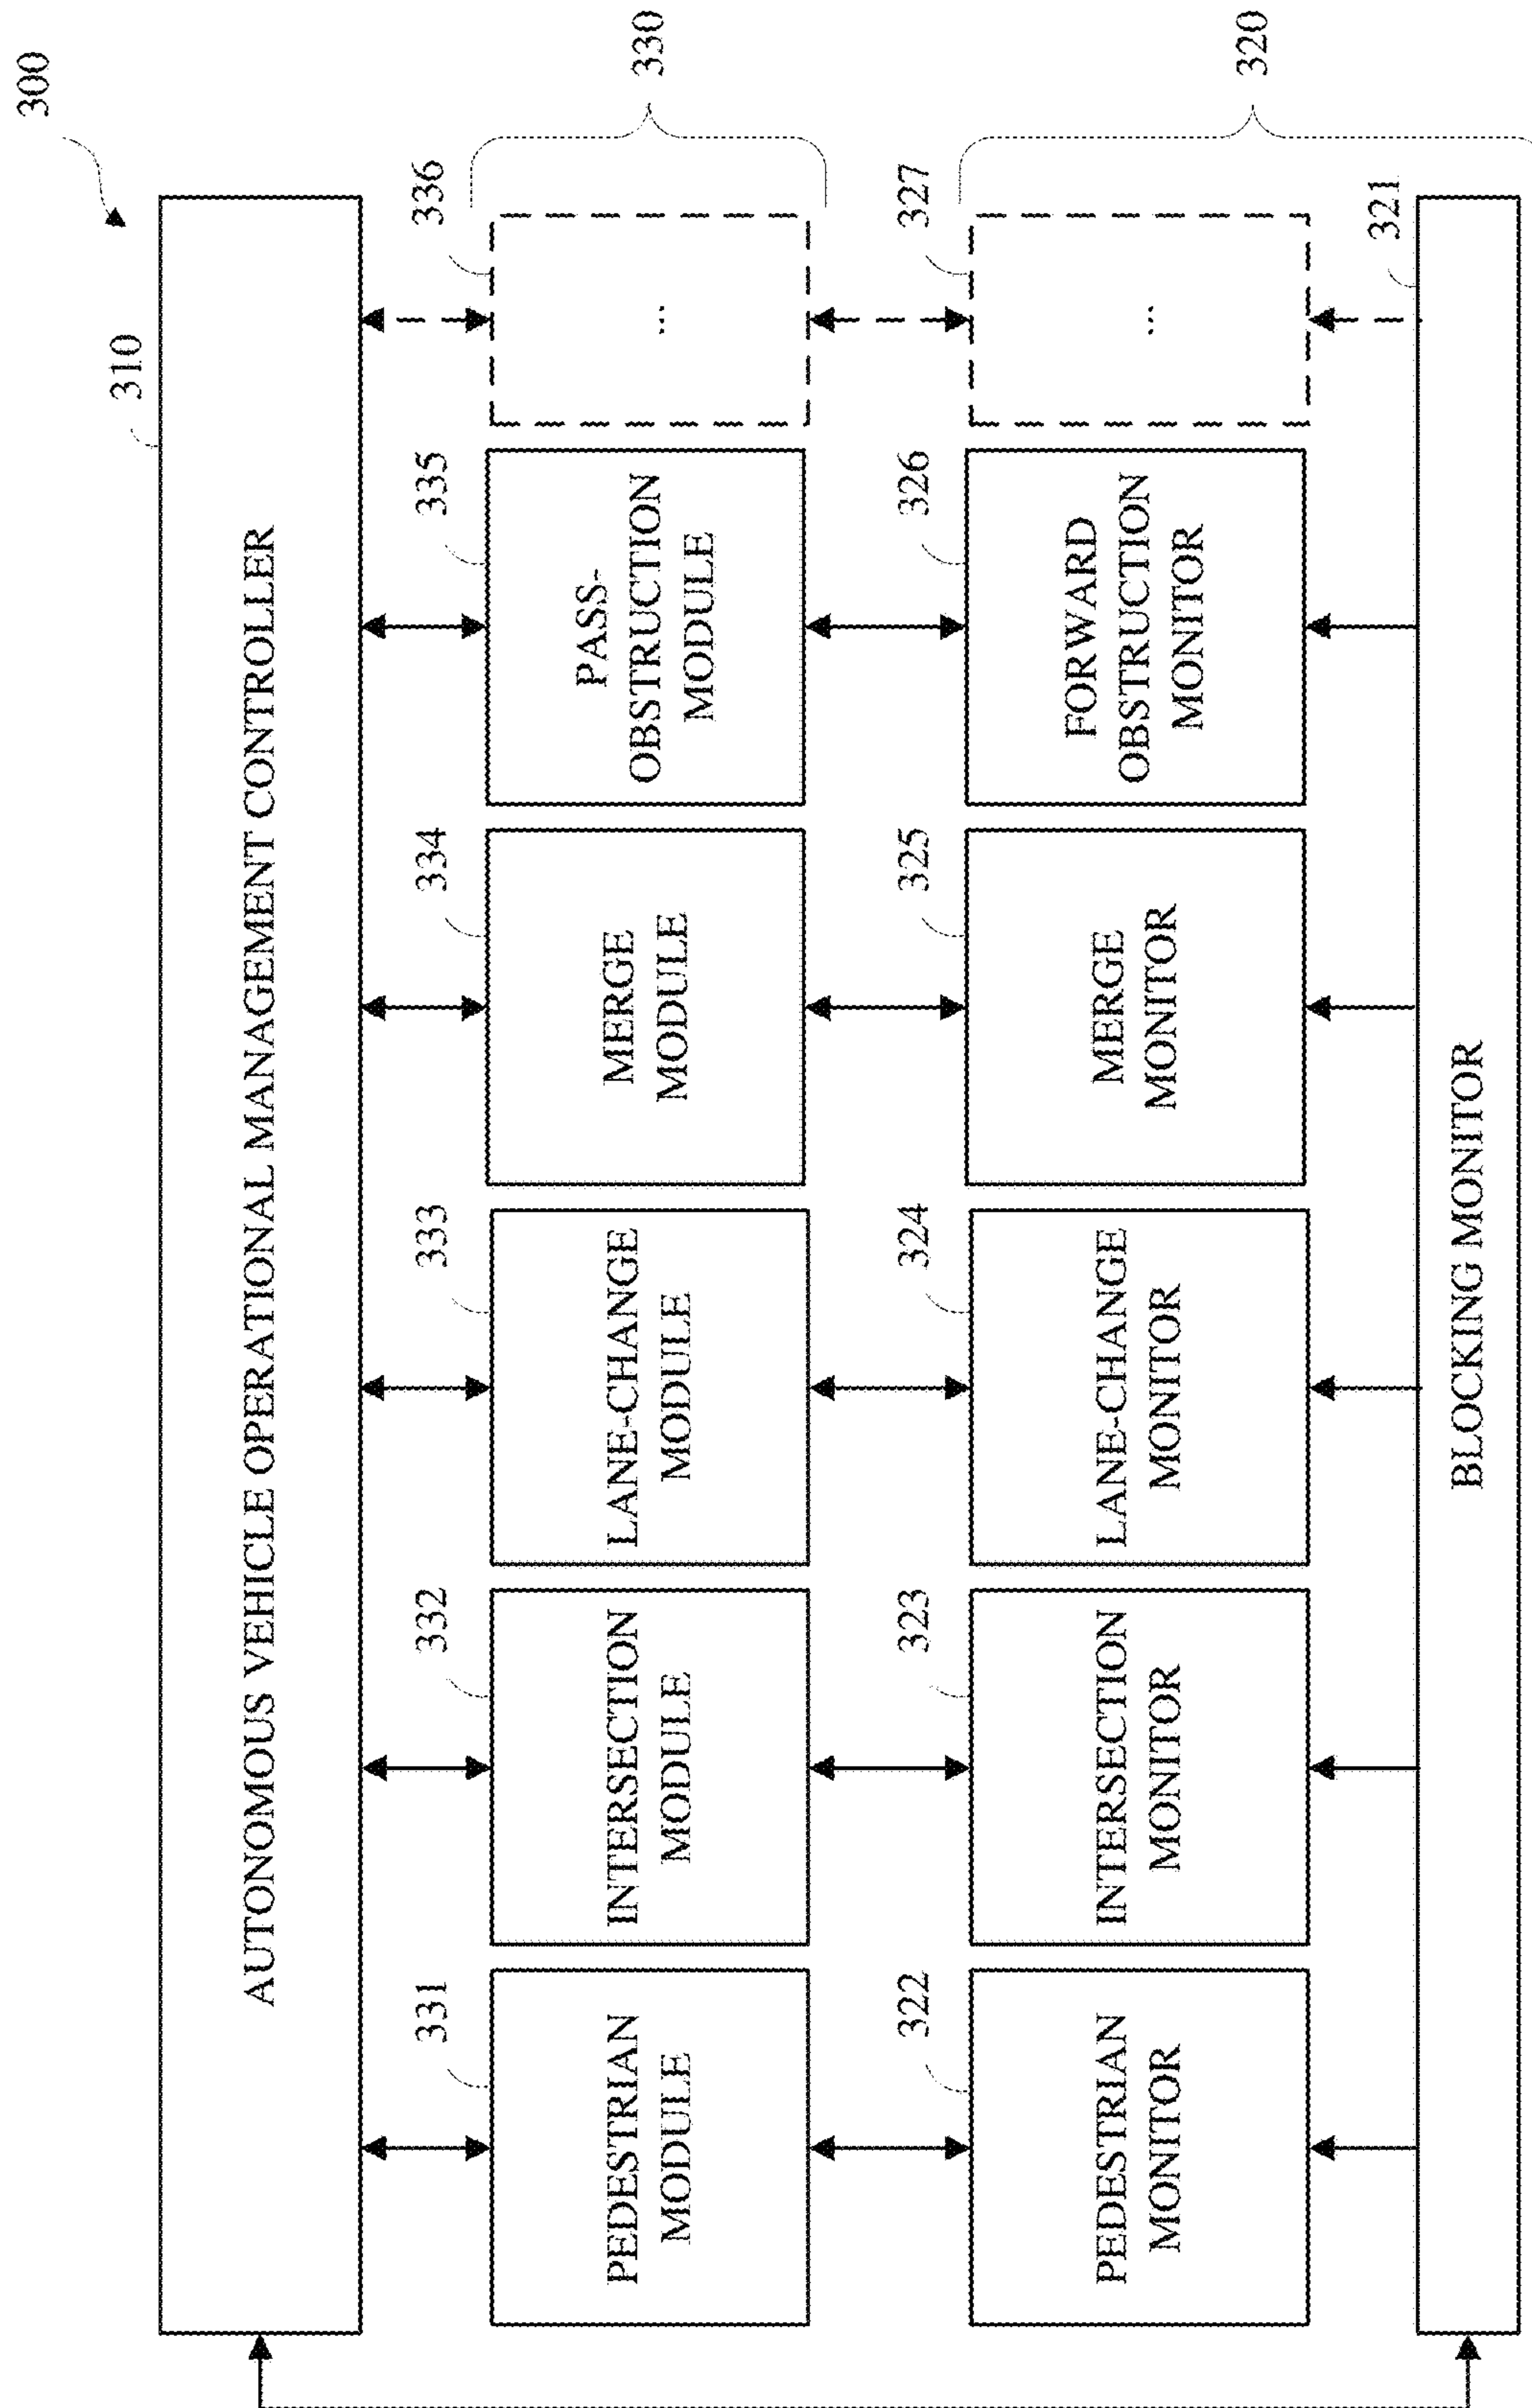 300
310
AUTONOMOUS VEHICLE OPERATIONAL MANAGEMENT CONTROLLER
331
332
333
334
335
336
330
PEDESTRIAN
MODULE
INTERSECTION
MODULE
LANE-CHANGE
MODULE
MERGE
MODULE
PASS-
OBSTRUCTION
MODULE
...
322
323
324
325
326
327
320
PEDESTRIAN
MONITOR
INTERSECTION
MONITOR
LANE-CHANGE
MONITOR
MERGE
MONITOR
FORWARD
OBSTRUCTION
MONITOR
...
321
BLOCKING MONITOR